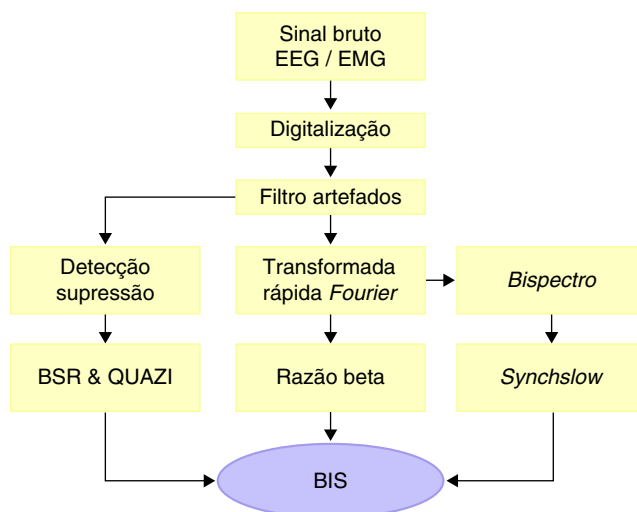 Sinal bruto
EEG / EMG
Digitalização
Filtro artefados
Detecção
supressão
Transformada
rápida Fourier
Bispectro
BSR & QUAZI
Razão beta
Synchslow
BIS